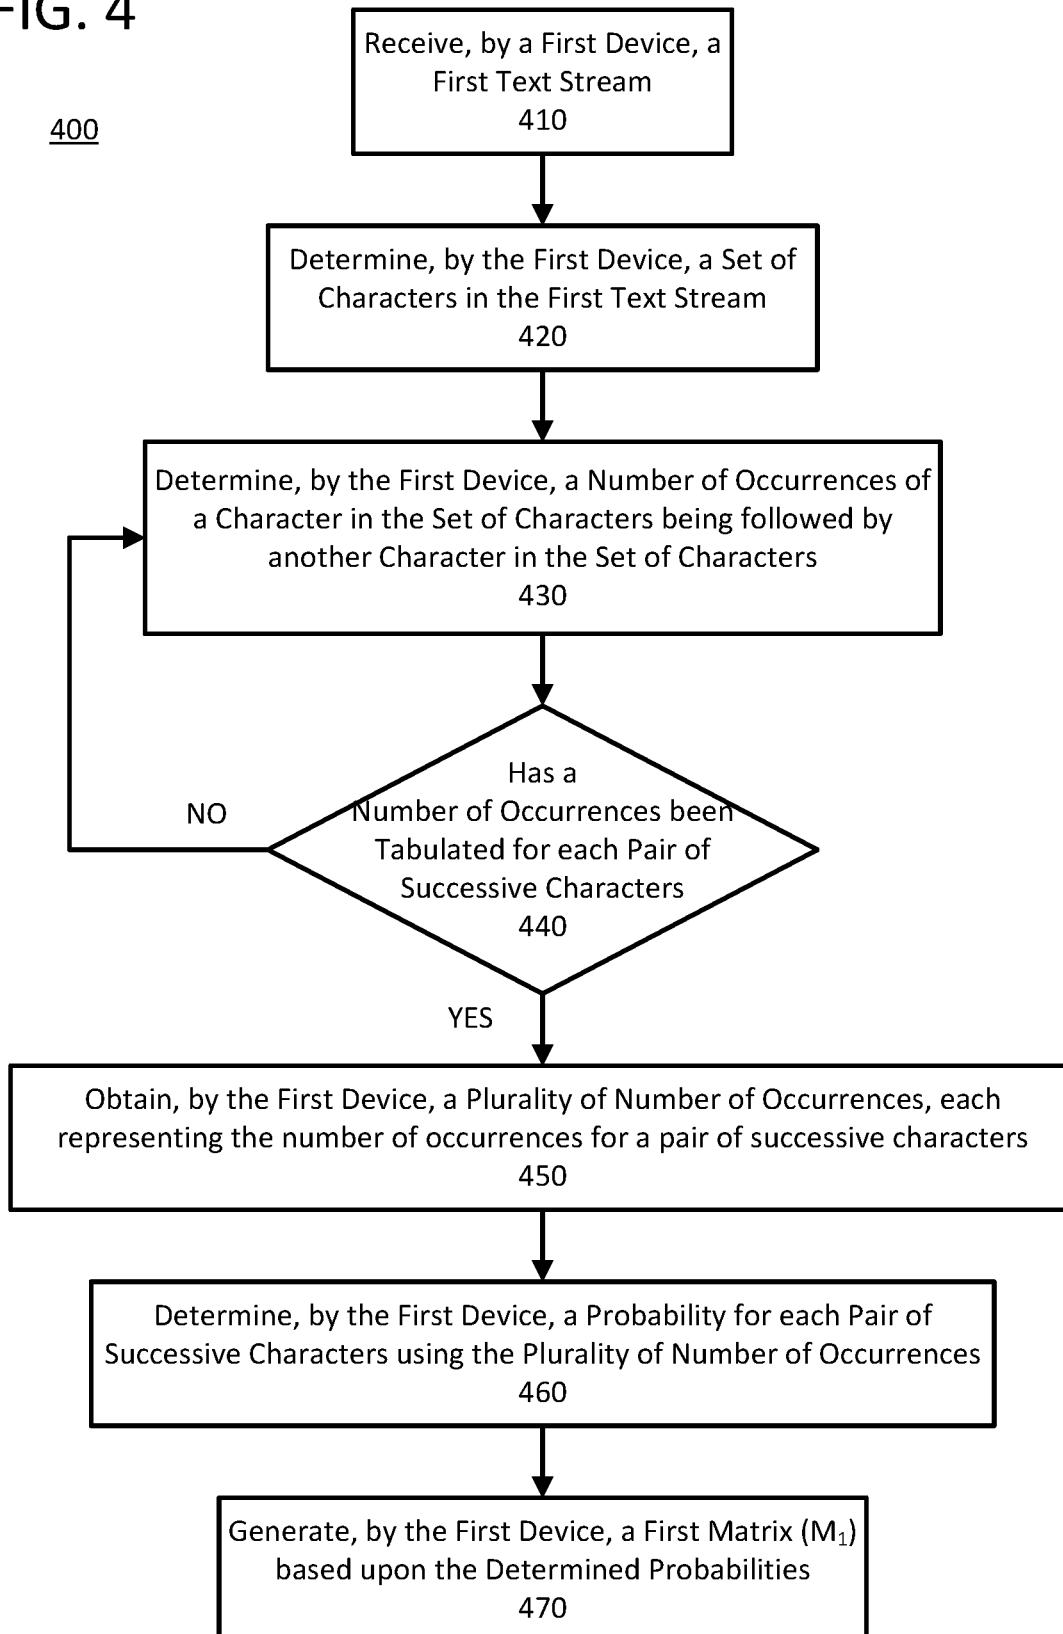 FIG. 4
400
Receive, by a First Device, a
First Text Stream
410
Determine, by the First Device, a Set of
Characters in the First Text Stream
420
Determine, by the First Device, a Number of Occurrences of
a Character in the Set of Characters being followed by
another Character in the Set of Characters
430
Has a
Number of Occurrences been
Tabulated for each Pair of
Successive Characters
440
NO
YES
Obtain, by the First Device, a Plurality of Number of Occurrences, each
representing the number of occurrences for a pair of successive characters
450
Determine, by the First Device, a Probability for each Pair of
Successive Characters using the Plurality of Number of Occurrences
460
Generate, by the First Device, a First Matrix (M₁)
based upon the Determined Probabilities
470